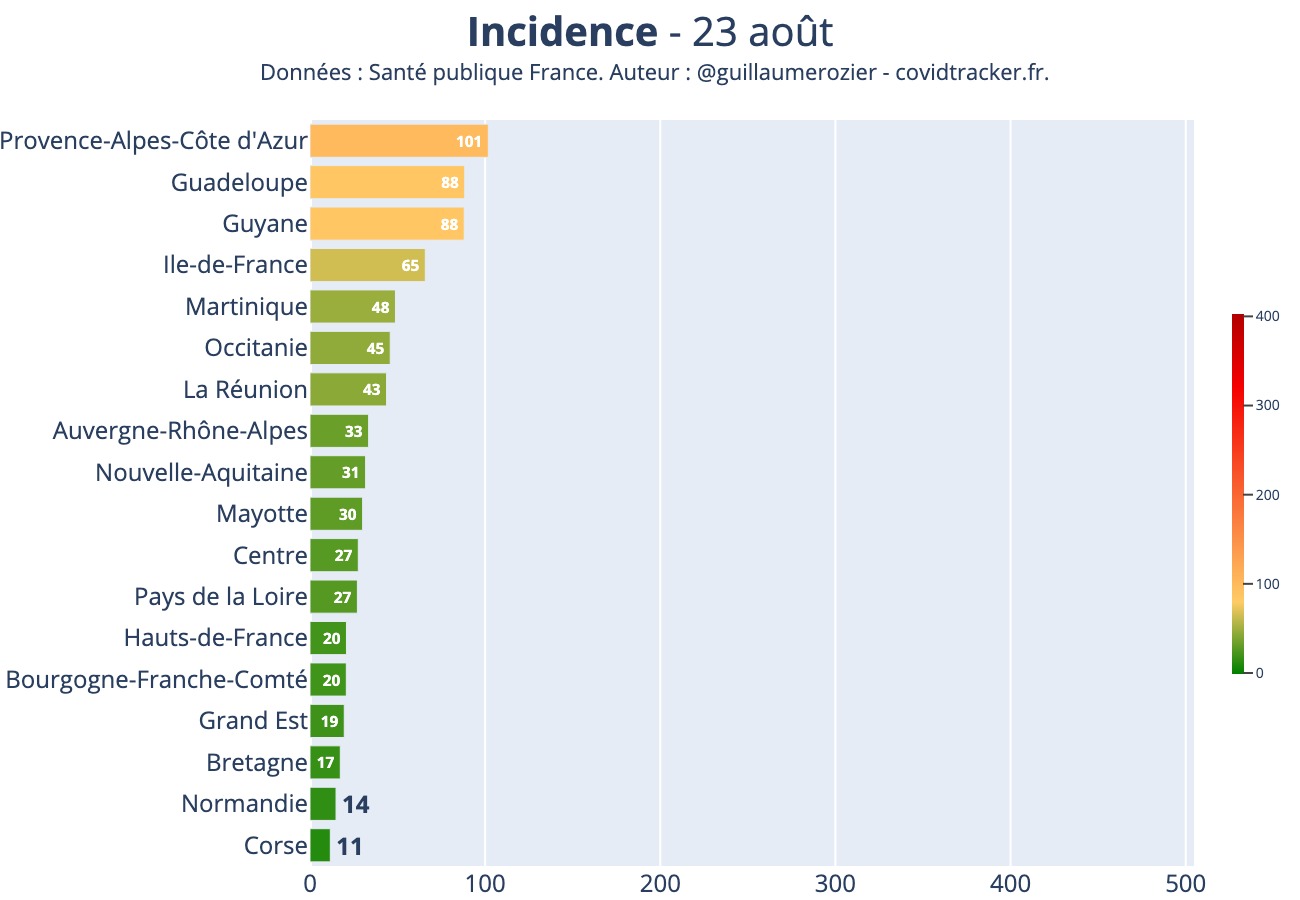 Incidence - 23 août
Données : Santé publique France. Auteur : @guillaumerozier - covidtracker.fr.
Provence-Alpes-Côte d'Azur 101
Guadeloupe 88
Guyane 88
Ile-de-France 65
Martinique 48
Occitanie 45
La Réunion 43
Auvergne-Rhône-Alpes 33
Nouvelle-Aquitaine 31
Mayotte 30
Centre 27
Pays de la Loire 27
Hauts-de-France 20
Bourgogne-Franche-Comté 20
Grand Est 19
Bretagne 17
Normandie 14
Corse 11
0 100 200 300 400 500
400
300
200
100
0